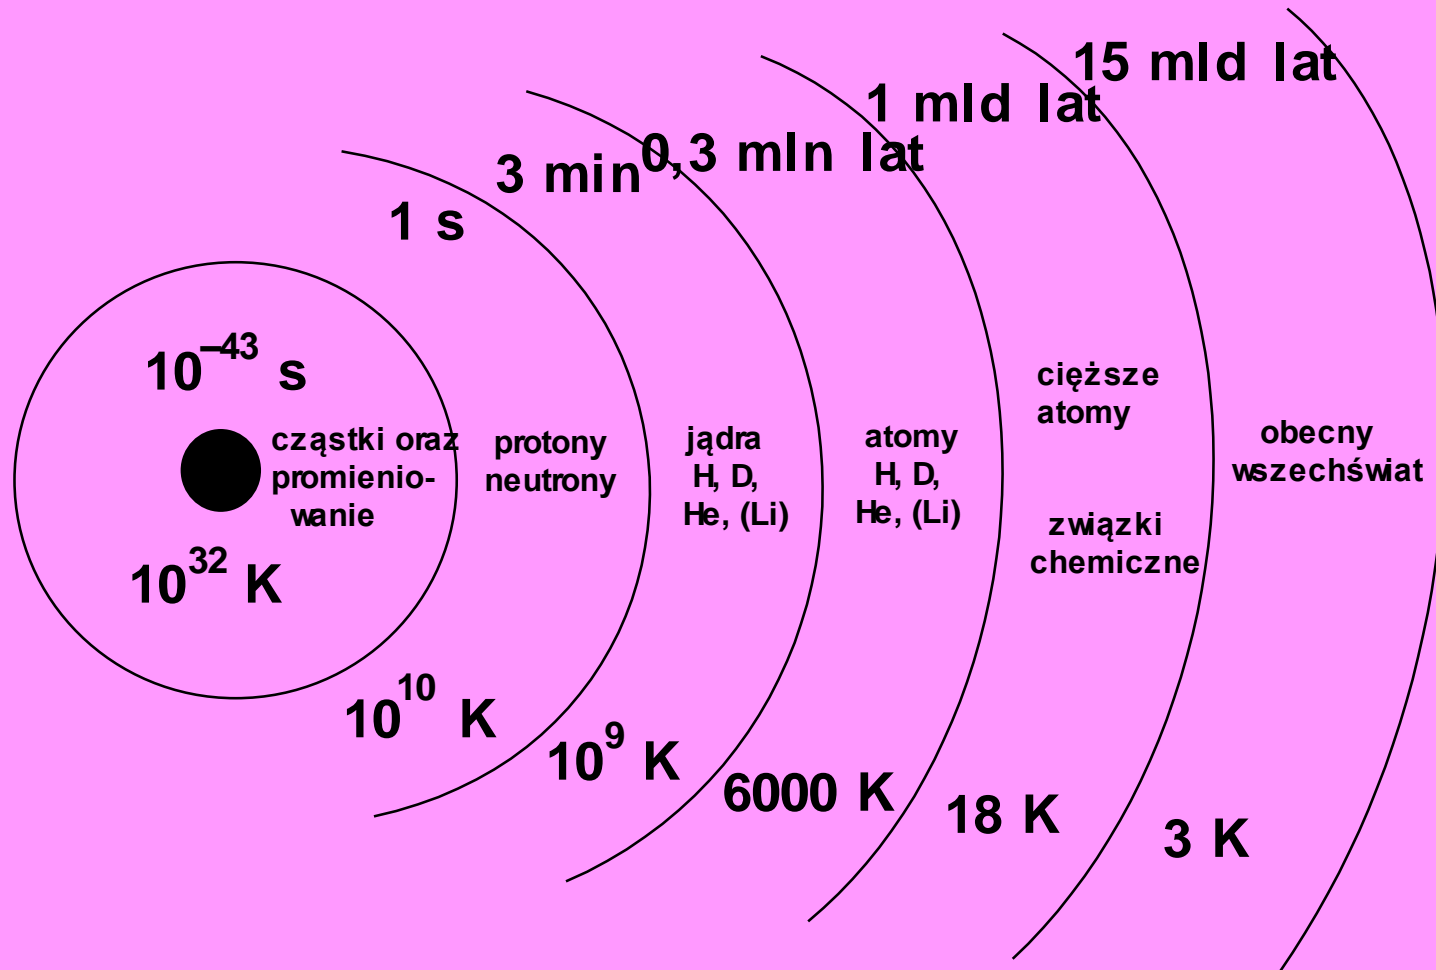 15 mld lat
1 mld lat
0,3 mln lat
3 min
1 s
10⁻⁴³ s
cząstki oraz
promienio-
wanie
10³² K
protony
neutrony
jądra
H, D,
He, (Li)
atomy
H, D,
He, (Li)
cięższe
atomy
związki
chemiczne
obecny
wszechświat
10¹⁰ K
10⁹ K
6000 K
18 K
3 K